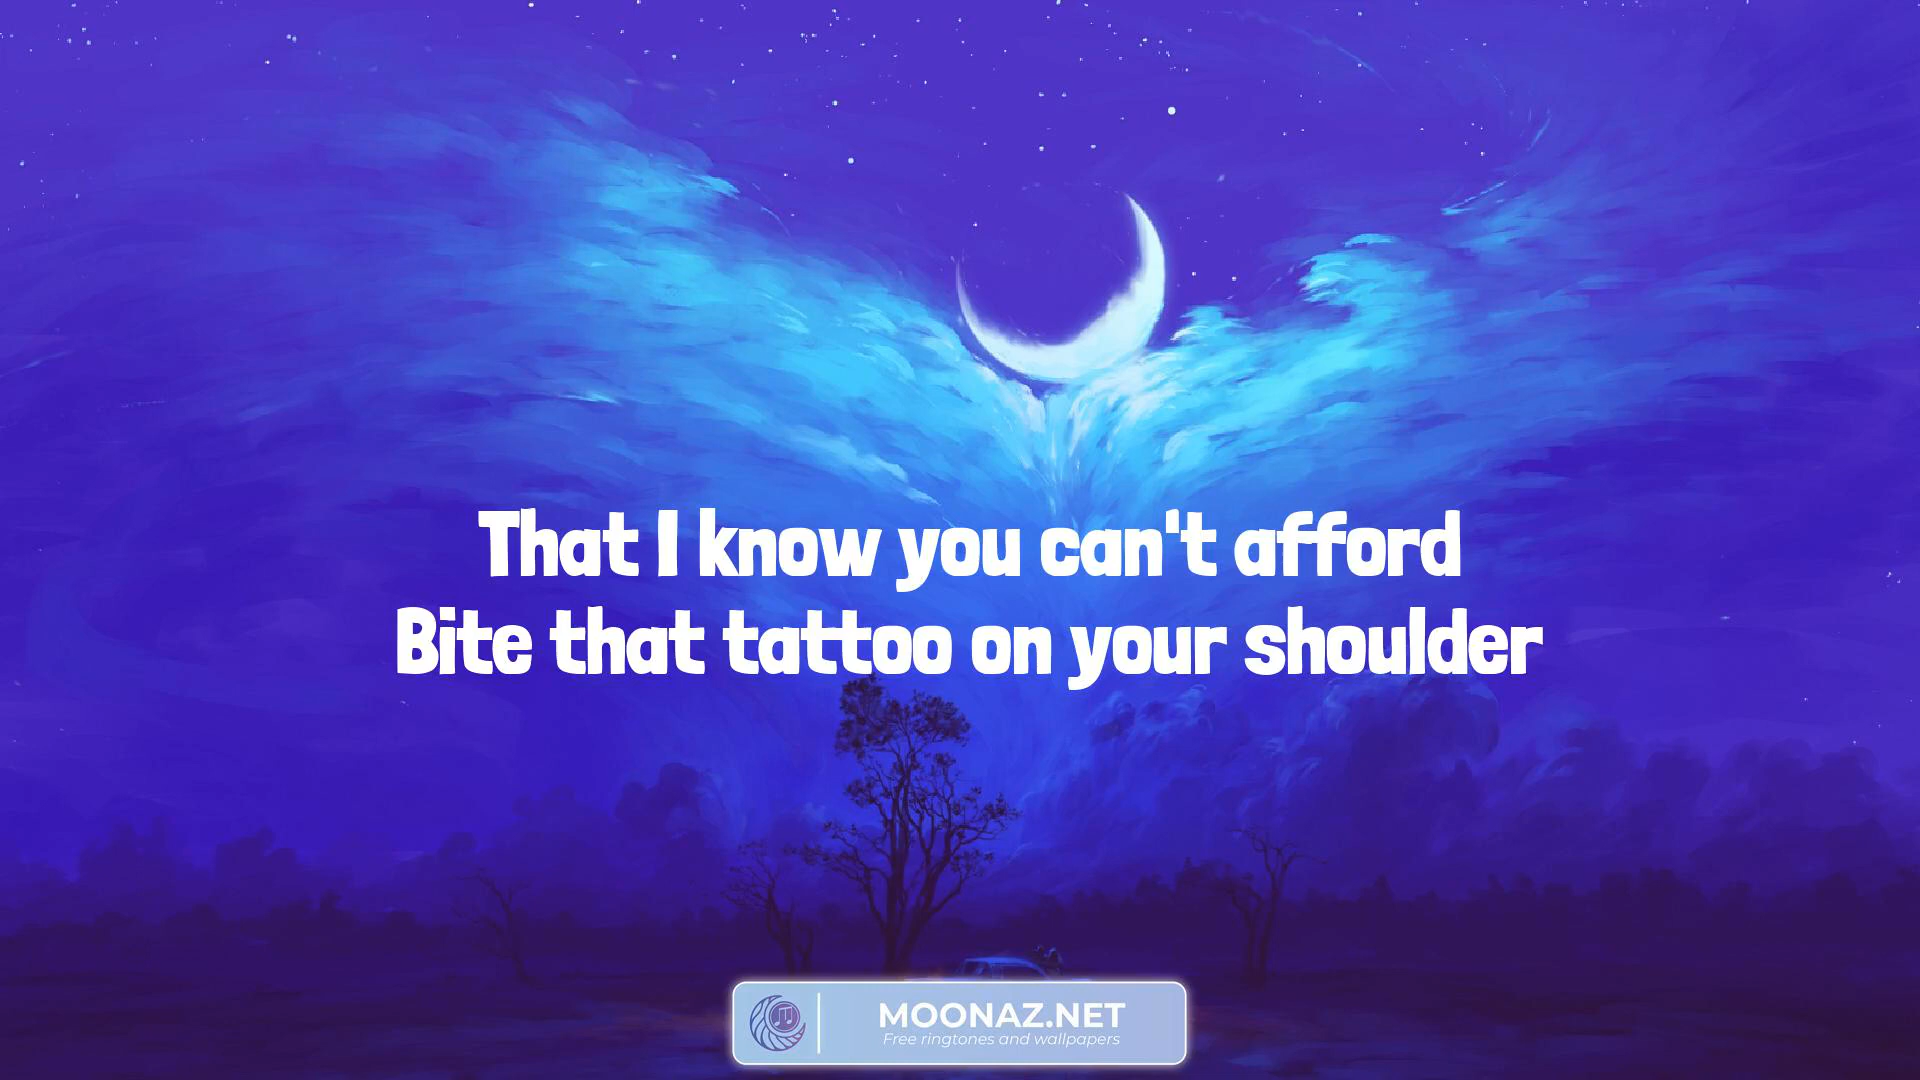 That I know you can't afford
Bite that tattoo on your shoulder
MOONAZ.NET
Free ringtones and wallpapers